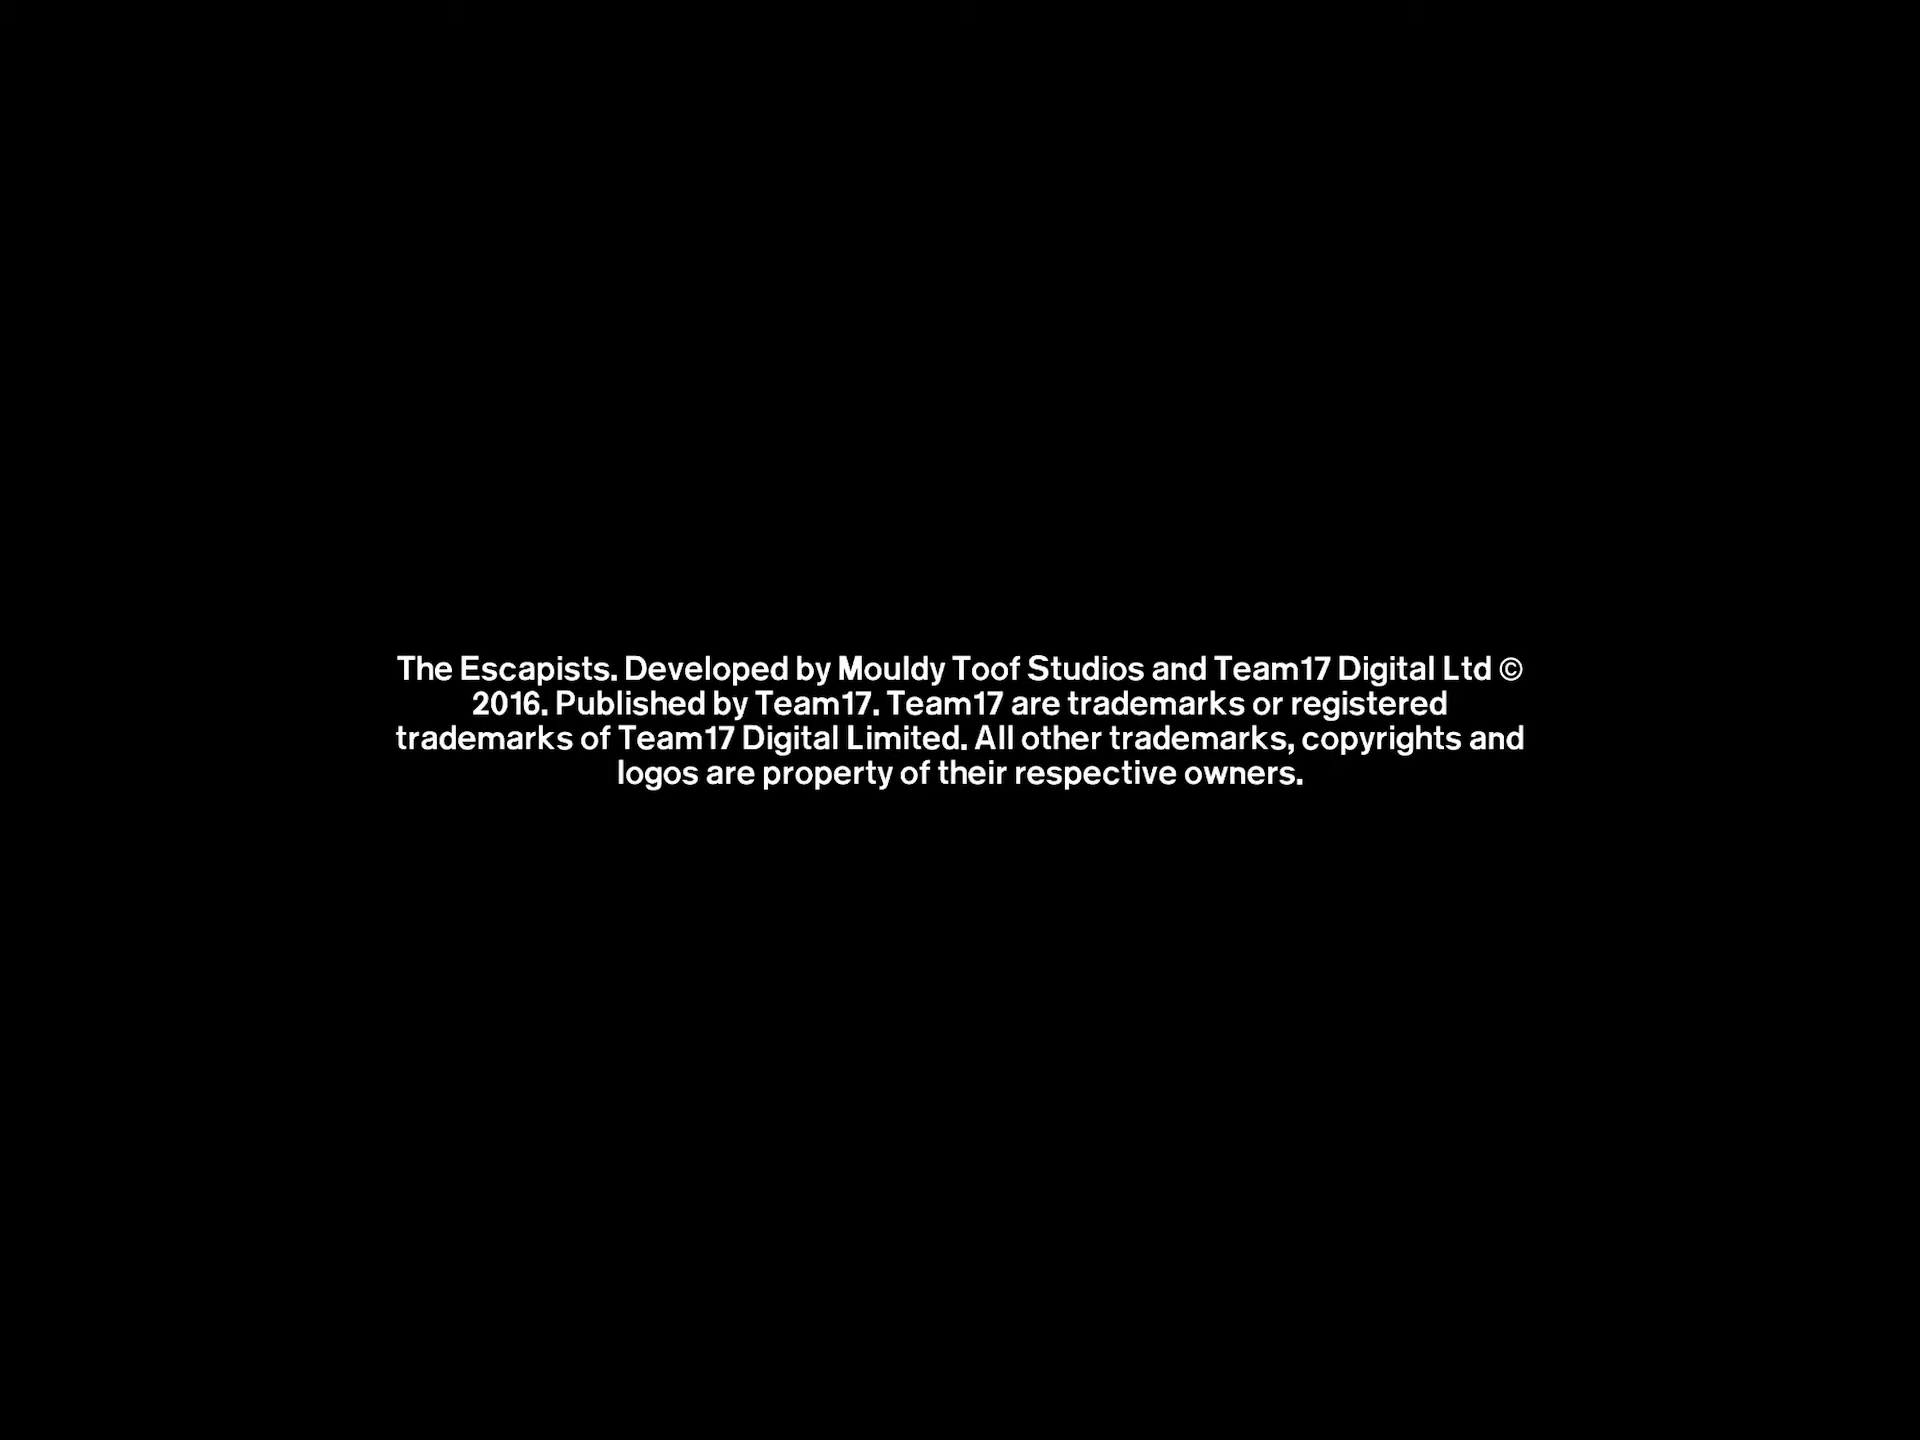 The Escapists. Developed by Mouldy Toof Studios and Team17 Digital Ltd ©
2016. Published by Team17. Team17 are trademarks or registered
trademarks of Team17 Digital Limited. All other trademarks, copyrights and
logos are property of their respective owners.